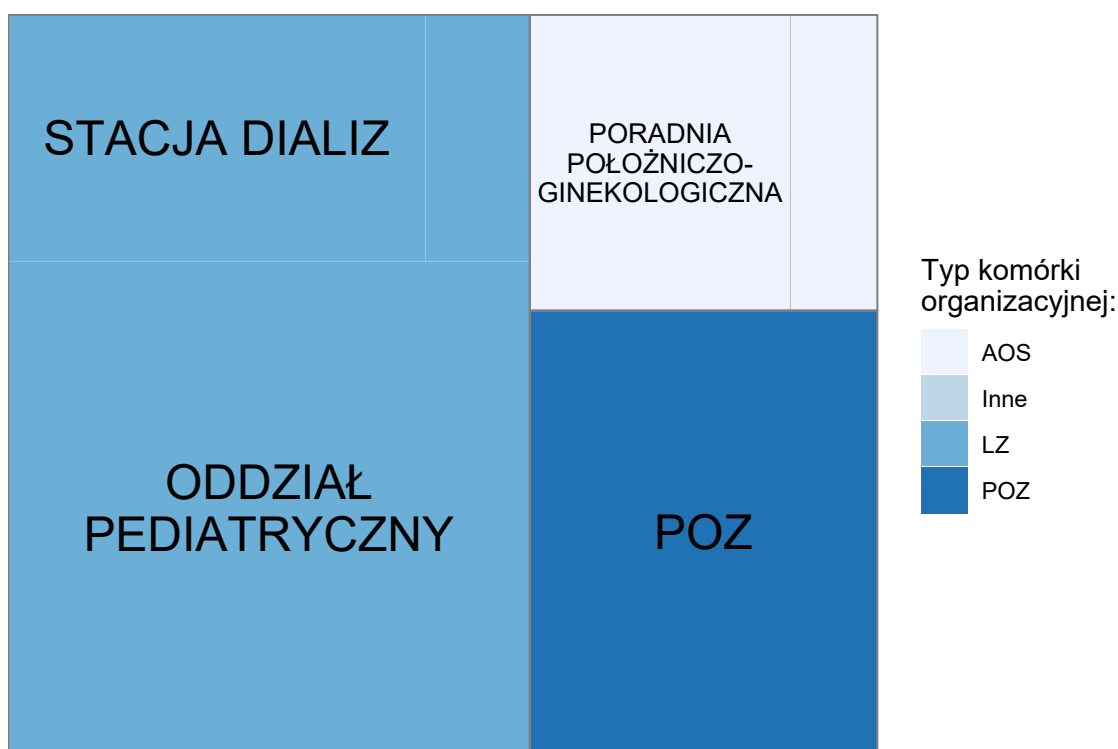 STACJA DIALIZ
PORADNIA
POŁOŻNICZO-
GINEKOLOGICZNA
ODDZIAŁ
PEDIATRYCZNY
POZ
Typ komórki
organizacyjnej:
AOS
Inne
LZ
POZ